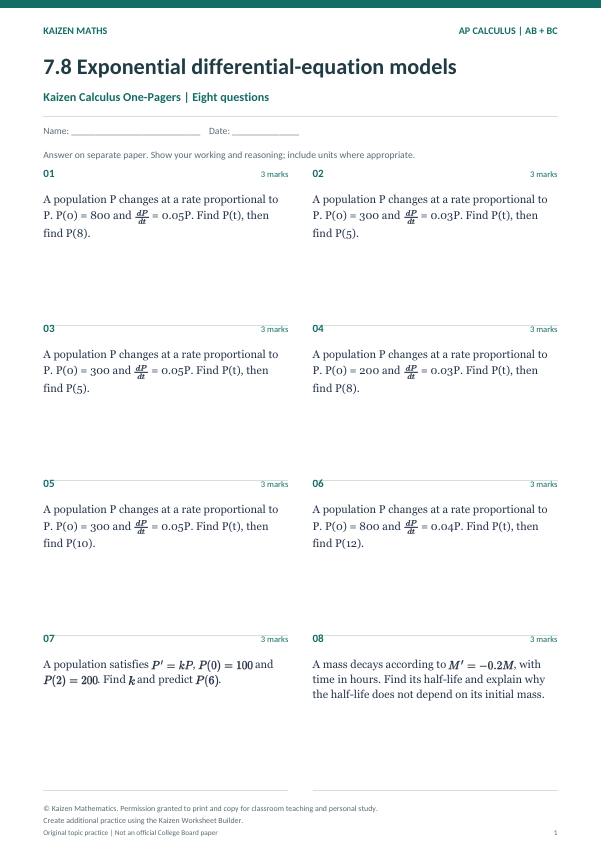 KAIZEN MATHS
AP CALCULUS | AB + BC
7.8 Exponential differential-equation models
Kaizen Calculus One-Pagers | Eight questions
Name: ___________________________ Date: ______________
Answer on separate paper. Show your working and reasoning; include units where appropriate.
01 3 marks
A population P changes at a rate proportional to
P. P(0) = 800 and dP/dt = 0.05P. Find P(t), then
find P(8).
02 3 marks
A population P changes at a rate proportional to
P. P(0) = 300 and dP/dt = 0.03P. Find P(t), then
find P(5).
03 3 marks
A population P changes at a rate proportional to
P. P(0) = 300 and dP/dt = 0.05P. Find P(t), then
find P(5).
04 3 marks
A population P changes at a rate proportional to
P. P(0) = 200 and dP/dt = 0.03P. Find P(t), then
find P(8).
05 3 marks
A population P changes at a rate proportional to
P. P(0) = 300 and dP/dt = 0.05P. Find P(t), then
find P(10).
06 3 marks
A population P changes at a rate proportional to
P. P(0) = 800 and dP/dt = 0.04P. Find P(t), then
find P(12).
07 3 marks
A population satisfies P′ = kP, P(0) = 100 and
P(2) = 200. Find k and predict P(6).
08 3 marks
A mass decays according to M′ = −0.2M, with
time in hours. Find its half-life and explain why
the half-life does not depend on its initial mass.
© Kaizen Mathematics. Permission granted to print and copy for classroom teaching and personal study.
Create additional practice using the Kaizen Worksheet Builder.
Original topic practice | Not an official College Board paper
1